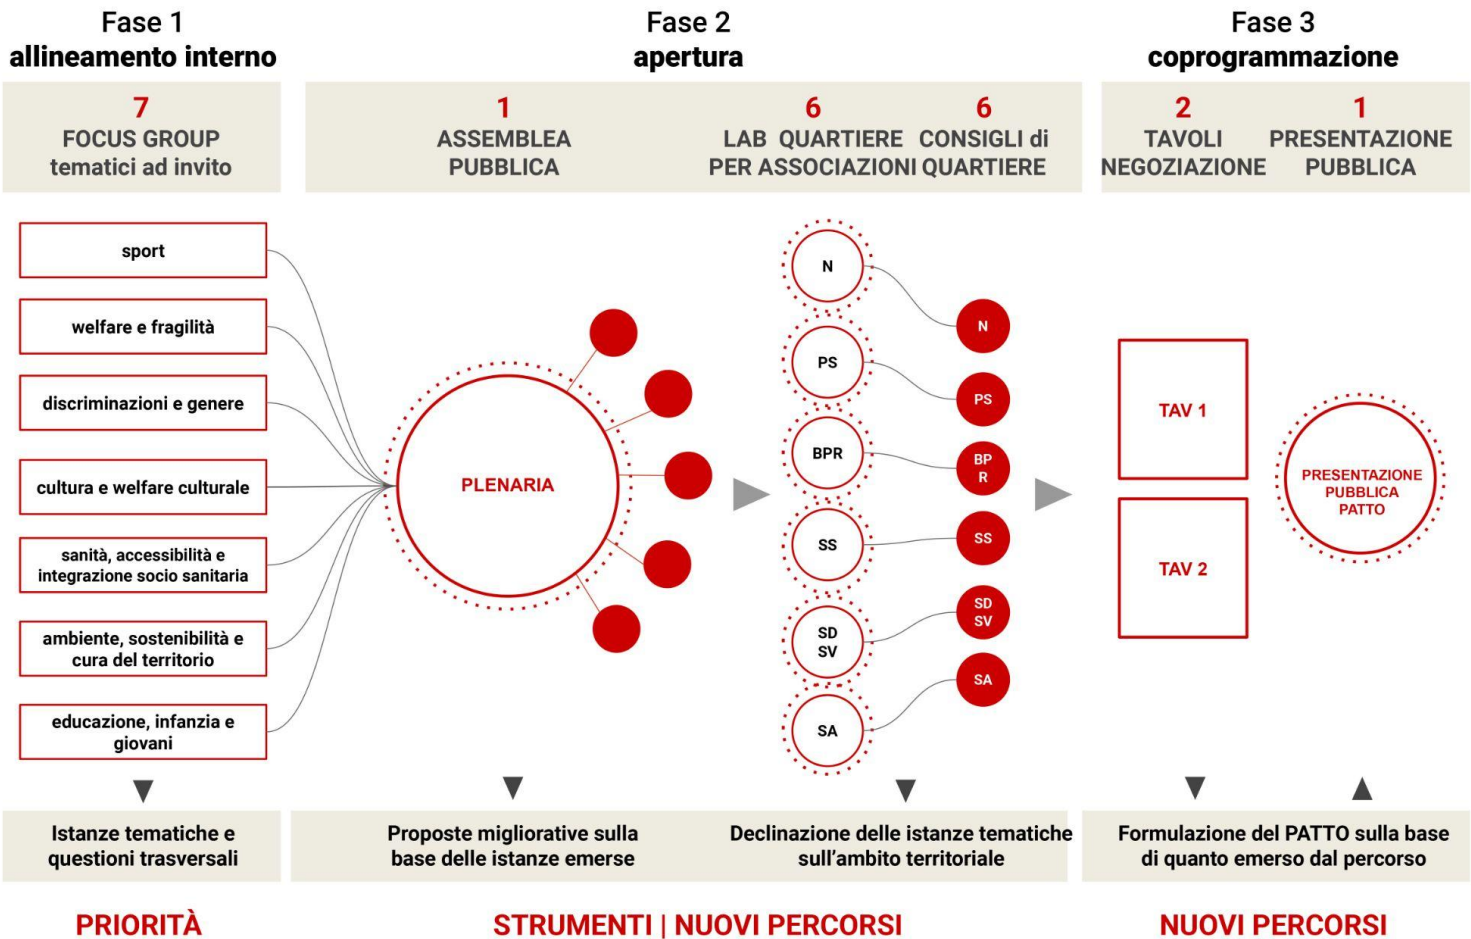 Fase 1
allineamento interno
Fase 2
apertura
Fase 3
coprogrammazione
7
FOCUS GROUP
tematici ad invito
1
ASSEMBLEA
PUBBLICA
6
LAB QUARTIERE
PER ASSOCIAZIONI
6
CONSIGLI di
QUARTIERE
2
TAVOLI
NEGOZIAZIONE
1
PRESENTAZIONE
PUBBLICA
sport
welfare e fragilità
discriminazioni e genere
cultura e welfare culturale
sanità, accessibilità e
integrazione socio sanitaria
ambiente, sostenibilità e
cura del territorio
educazione, infanzia e
giovani
PLENARIA
N
PS
BPR
SS
SD
SV
SA
N
PS
BP
R
SS
SD
SV
SA
TAV 1
TAV 2
PRESENTAZIONE
PUBBLICA
PATTO
Istanze tematiche e
questioni trasversali
Proposte migliorative sulla
base delle istanze emerse
Declinazione delle istanze tematiche
sull'ambito territoriale
Formulazione del PATTO sulla base
di quanto emerso dal percorso
PRIORITÀ
STRUMENTI | NUOVI PERCORSI
NUOVI PERCORSI